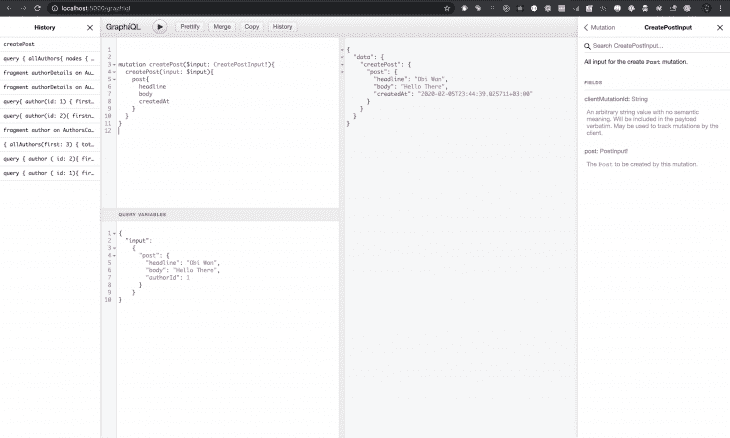 localhost:5000/graphiql
History
createPost
query { allAuthors{ nodes { …
fragment authorDetails on Au…
fragment authorDetails on Au…
query{ author(id: 1) { firstn…
query{ author(id: 2){ firstn…
fragment author on AuthorsCo…
{ allAuthors(first: 3) { tot…
query { author ( id: 2){ fir…
query { author ( id: 1){ fir…
GraphiQL
Prettify
Merge
Copy
History
1
2
3 mutation createPost($input: CreatePostInput!){
4 createPost(input: $input){
5 post{
6 headline
7 body
8 createdAt
9 }
10 }
11 }
12
QUERY VARIABLES
1 {
2 "input":
3 {
4 "post": {
5 "headline": "Obi Wan",
6 "body": "Hello There",
7 "authorId": 1
8 }
9 }
10 }
{
"data": {
"createPost": {
"post": {
"headline": "Obi Wan",
"body": "Hello There",
"createdAt": "2020-02-05T23:44:39.025711+03:00"
}
}
}
}
Mutation
CreatePostInput
Search CreatePostInput...
All input for the create Post mutation.
FIELDS
clientMutationId: String
An arbitrary string value with no semantic
meaning. Will be included in the payload
verbatim. May be used to track mutations by the
client.
post: PostInput!
The Post to be created by this mutation.